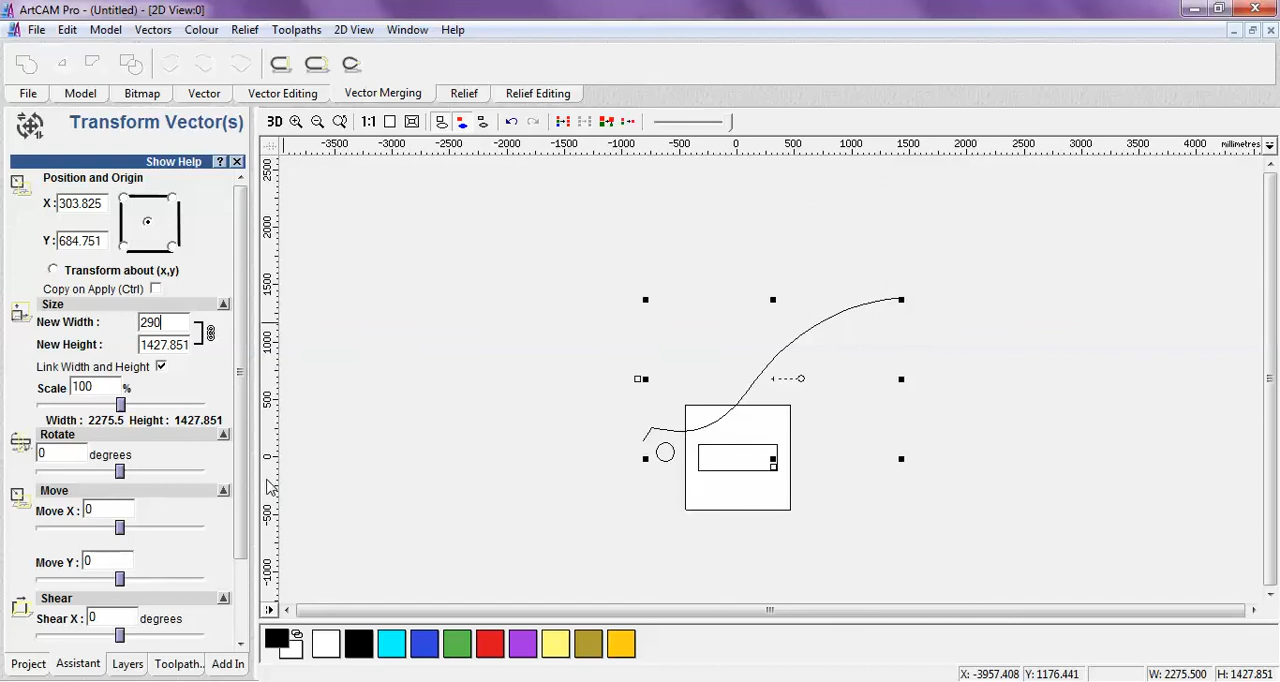 ArtCAM Pro - (Untitled) - [2D View:0]
File Edit Model Vectors Colour Relief Toolpaths 2D View Window Help
File Model Bitmap Vector Vector Editing Vector Merging Relief Relief Editing
Transform Vector(s)
3D 1:1
Show Help ?
-3500 -3000 -2500 -2000 -1500 -1000 -500 0 500 1000 1500 2000 2500 3000 3500 4000 millimetres
2500
2000
1500
1000
500
0
-500
-1000
Position and Origin
X : 303.825
Y : 684.751
Transform about (x,y)
Copy on Apply (Ctrl)
Size
New Width : 290
New Height : 1427.851
Link Width and Height
Scale 100 %
Width : 2275.5 Height : 1427.851
Rotate
0 degrees
Move
Move X : 0
Move Y : 0
Shear
Shear X : 0 degrees
Project Assistant Layers Toolpath.. Add In
X: -3957.408 Y: 1176.441 W: 2275.500 H: 1427.851